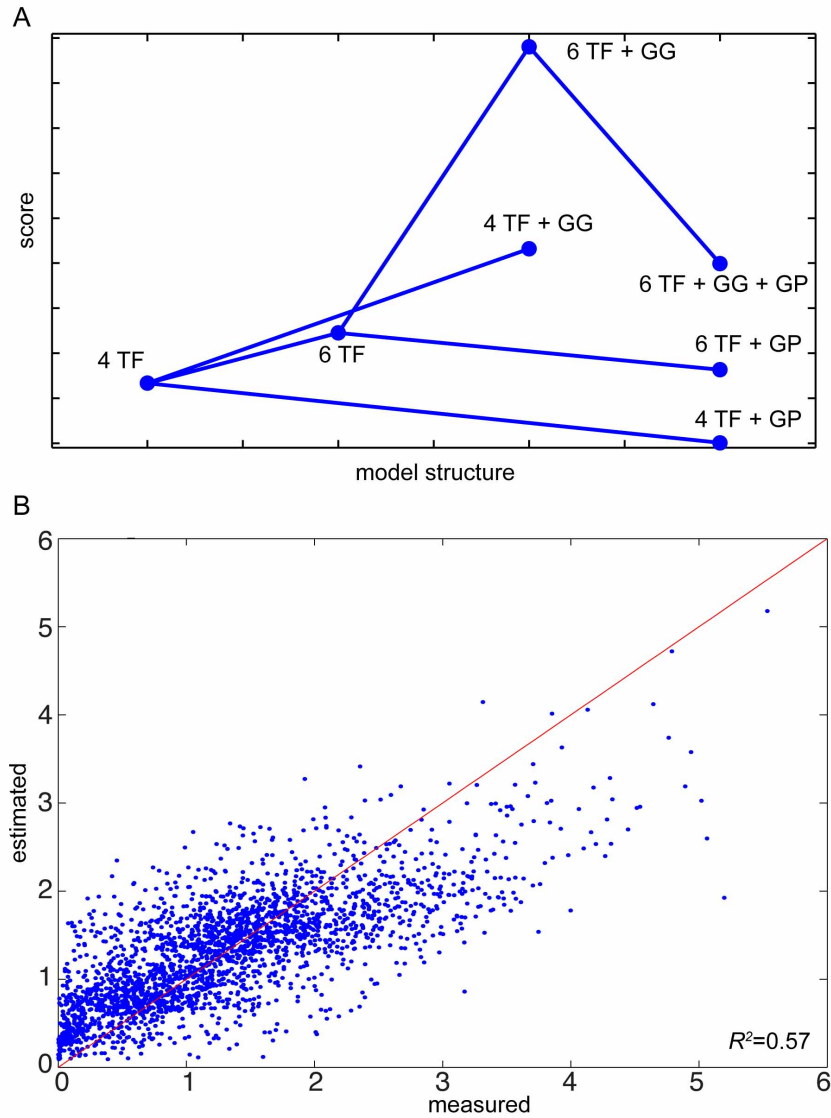 A
6 TF + GG
4 TF + GG
score
6 TF + GG + GP
4 TF
6 TF
6 TF + GP
4 TF + GP
model structure
B
6
5
4
estimated
3
2
1
0
R²=0.57
0 1 2 3 4 5 6
measured